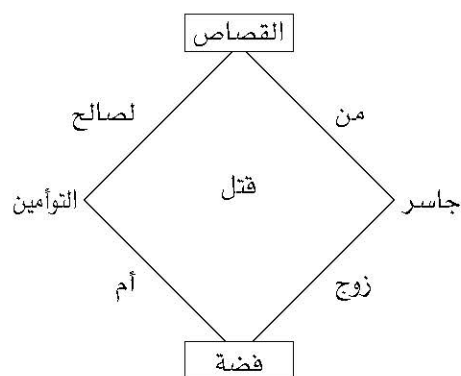 القصاص
من
لصالح
قتل
جاسر
التوأمين
زوج
أم
فضة